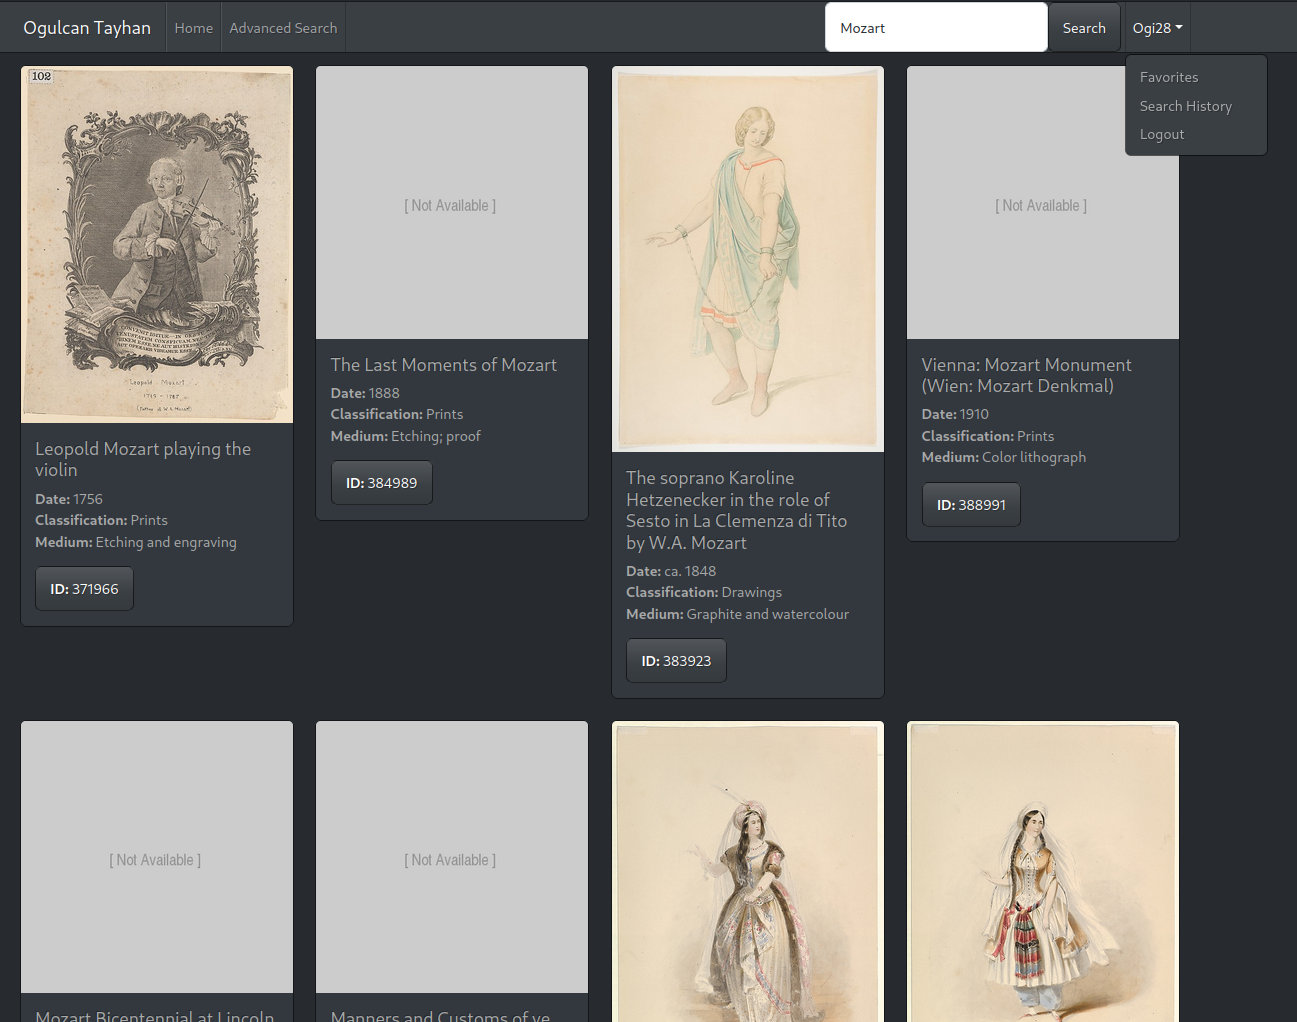 Ogulcan Tayhan
Home
Advanced Search
Mozart
Search
Ogi28
Favorites
Search History
Logout
102
Leopold Mozart
1719 - 1787
Leopold Mozart playing the
violin
Date: 1756
Classification: Prints
Medium: Etching and engraving
ID: 371966
[ Not Available ]
The Last Moments of Mozart
Date: 1888
Classification: Prints
Medium: Etching; proof
ID: 384989
The soprano Karoline
Hetzenecker in the role of
Sesto in La Clemenza di Tito
by W.A. Mozart
Date: ca. 1848
Classification: Drawings
Medium: Graphite and watercolour
ID: 383923
[ Not Available ]
Vienna: Mozart Monument
(Wien: Mozart Denkmal)
Date: 1910
Classification: Prints
Medium: Color lithograph
ID: 388991
[ Not Available ]
Mozart Bicentennial at Lincoln
[ Not Available ]
Manners and Customs of ye